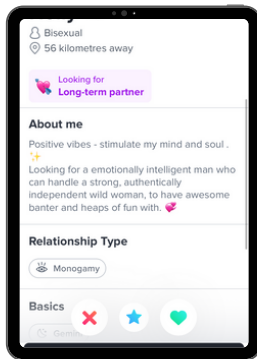 Bisexual
56 kilometres away
Looking for
Long-term partner
About me
Positive vibes - stimulate my mind and soul .
Looking for a emotionally intelligent man who
can handle a strong, authentically
independent wild woman, to have awesome
banter and heaps of fun with.
Relationship Type
Monogamy
Basics
Gemini